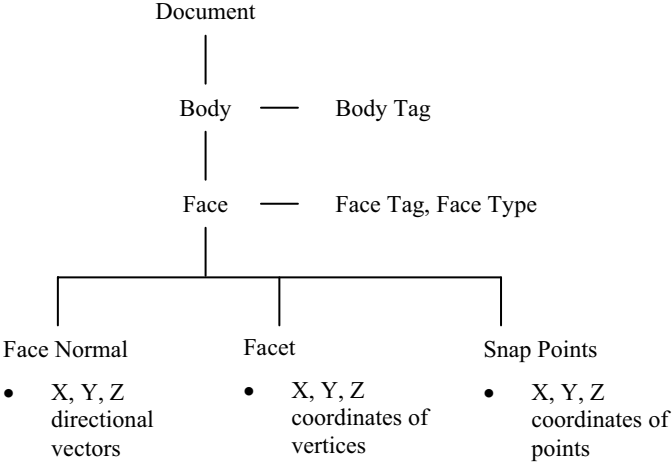 Document
Body
Body Tag
Face
Face Tag, Face Type
Face Normal
• X, Y, Z
directional
vectors
Facet
• X, Y, Z
coordinates of
vertices
Snap Points
• X, Y, Z
coordinates of
points